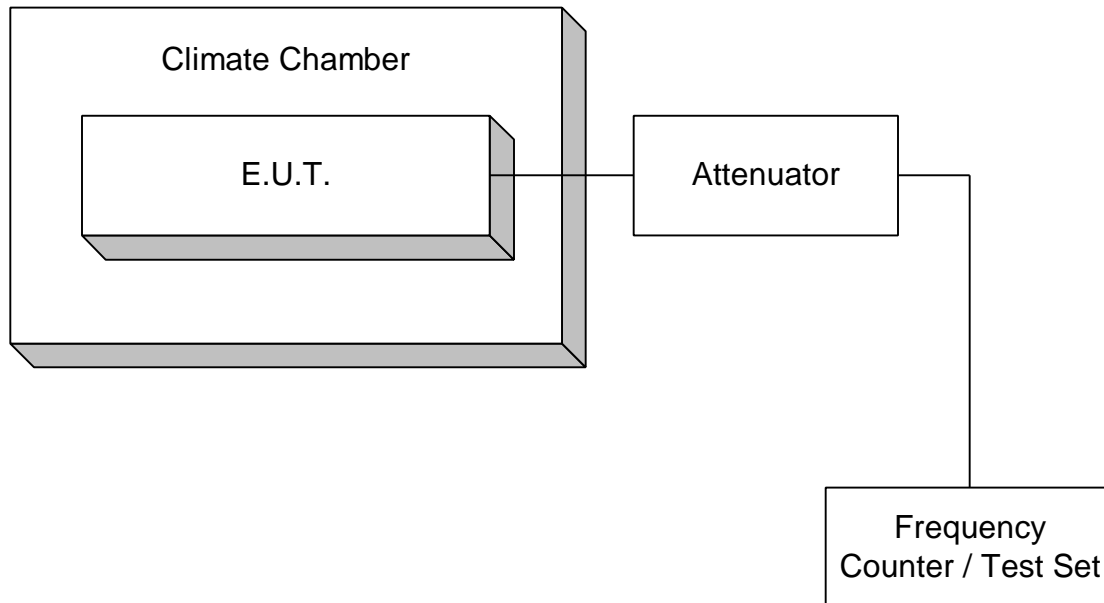 Climate Chamber
E.U.T.
Attenuator
Frequency
Counter / Test Set